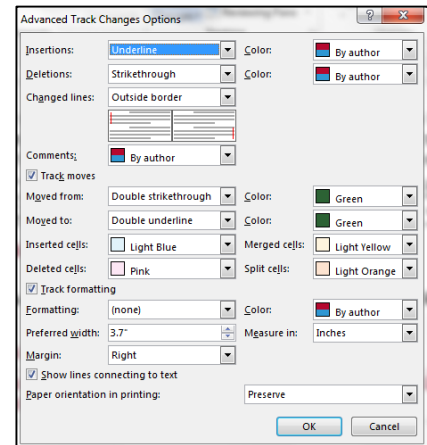 Advanced Track Changes Options
Insertions: Underline Color: By author
Deletions: Strikethrough Color: By author
Changed lines: Outside border
Comments: By author
Track moves
Moved from: Double strikethrough Color: Green
Moved to: Double underline Color: Green
Inserted cells: Light Blue Merged cells: Light Yellow
Deleted cells: Pink Split cells: Light Orange
Track formatting
Formatting: (none) Color: By author
Preferred width: 3.7" Measure in: Inches
Margin: Right
Show lines connecting to text
Paper orientation in printing: Preserve
OK Cancel